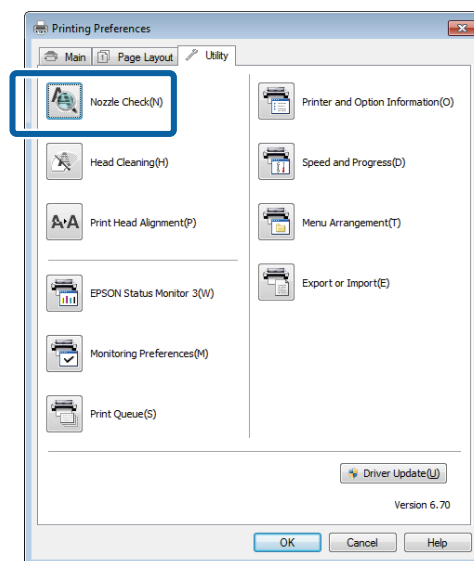 Printing Preferences
Main
Page Layout
Utility
Nozzle Check(N)
Printer and Option Information(O)
Head Cleaning(H)
Speed and Progress(D)
Print Head Alignment(P)
Menu Arrangement(T)
EPSON Status Monitor 3(W)
Export or Import(E)
Monitoring Preferences(M)
Print Queue(S)
Driver Update(U)
Version 6.70
OK
Cancel
Help